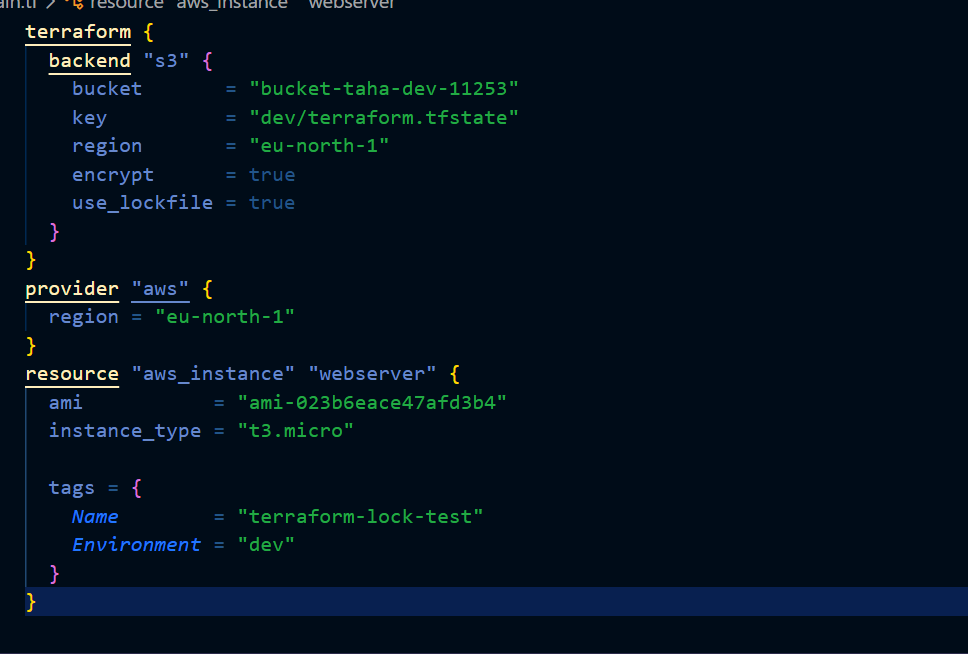 resource "aws_instance" "webserver"
terraform {
  backend "s3" {
    bucket       = "bucket-taha-dev-11253"
    key          = "dev/terraform.tfstate"
    region       = "eu-north-1"
    encrypt      = true
    use_lockfile = true
  }
}
provider "aws" {
  region = "eu-north-1"
}
resource "aws_instance" "webserver" {
  ami           = "ami-023b6eace47afd3b4"
  instance_type = "t3.micro"

  tags = {
    Name        = "terraform-lock-test"
    Environment = "dev"
  }
}